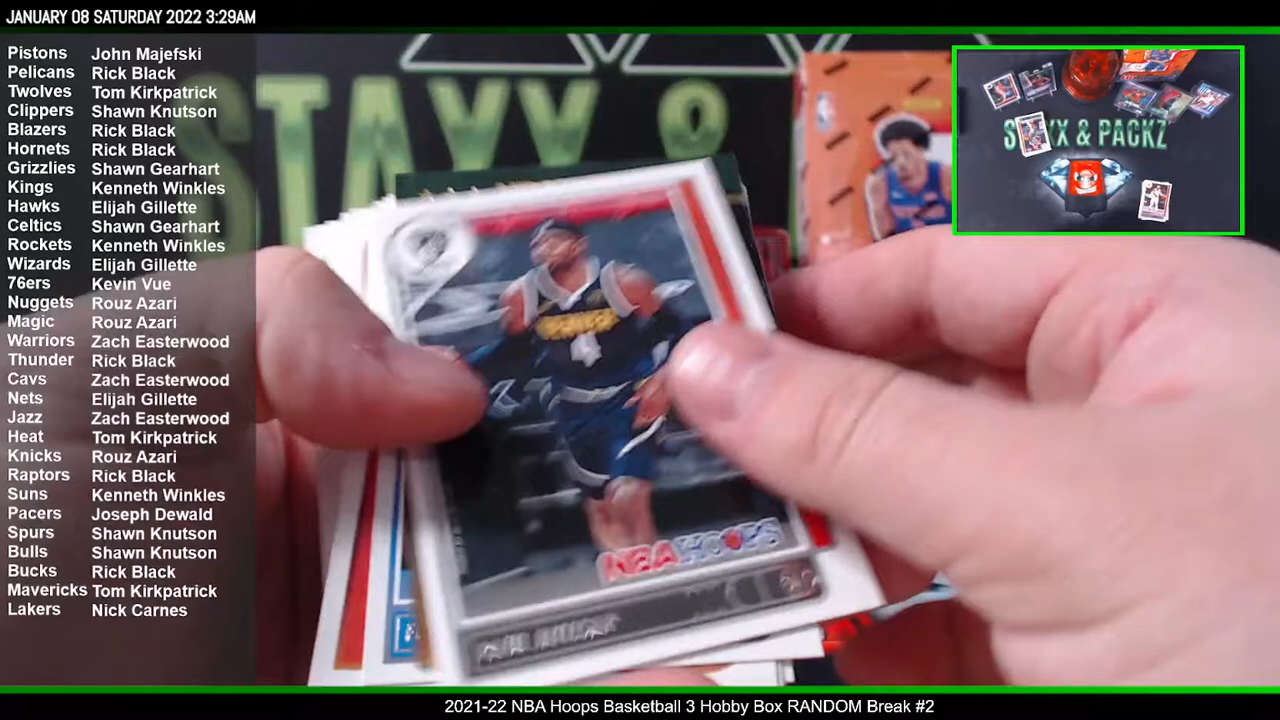 JANUARY 08 SATURDAY 2022 3:29AM
Pistons John Majefski
Pelicans Rick Black
Twolves Tom Kirkpatrick
Clippers Shawn Knutson
Blazers Rick Black
Hornets Rick Black
Grizzlies Shawn Gearhart
Kings Kenneth Winkles
Hawks Elijah Gillette
Celtics Shawn Gearhart
Rockets Kenneth Winkles
Wizards Elijah Gillette
76ers Kevin Vue
Nuggets Rouz Azari
Magic Rouz Azari
Warriors Zach Easterwood
Thunder Rick Black
Cavs Zach Easterwood
Nets Elijah Gillette
Jazz Zach Easterwood
Heat Tom Kirkpatrick
Knicks Rouz Azari
Raptors Rick Black
Suns Kenneth Winkles
Pacers Joseph Dewald
Spurs Shawn Knutson
Bulls Shawn Knutson
Bucks Rick Black
Mavericks Tom Kirkpatrick
Lakers Nick Carnes
STAXX &
& PACKZ
4
NBA HOOPS
2021-22 NBA Hoops Basketball 3 Hobby Box RANDOM Break #2